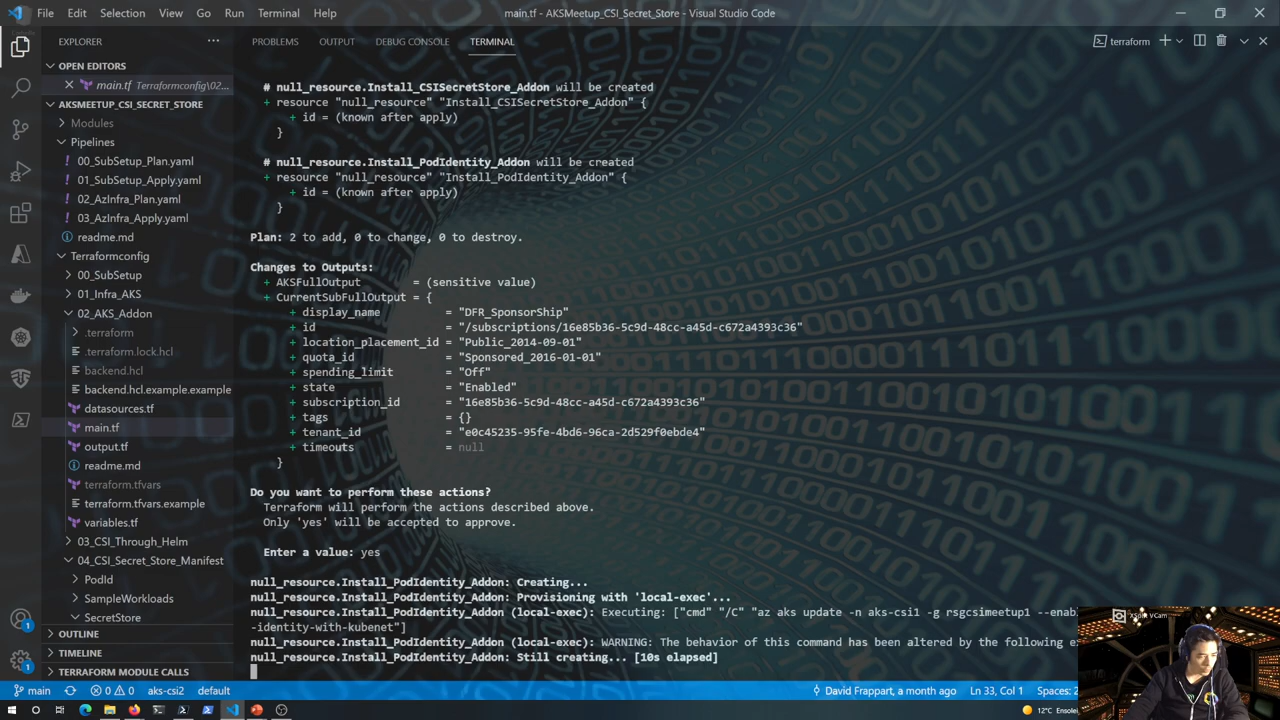 File Edit Selection View Go Run Terminal Help
main.tf - AKSMeetup_CSI_Secret_Store - Visual Studio Code
EXPLORER
PROBLEMS OUTPUT DEBUG CONSOLE TERMINAL
terraform
OPEN EDITORS
main.tf Terraformconfig\02...
AKSMEETUP_CSI_SECRET_STORE
Modules
Pipelines
00_SubSetup_Plan.yaml
01_SubSetup_Apply.yaml
02_AzInfra_Plan.yaml
03_AzInfra_Apply.yaml
readme.md
Terraformconfig
00_SubSetup
01_Infra_AKS
02_AKS_Addon
.terraform
.terraform.lock.hcl
backend.hcl
backend.hcl.example.example
datasources.tf
main.tf
output.tf
readme.md
terraform.tfvars
terraform.tfvars.example
variables.tf
03_CSI_Through_Helm
04_CSI_Secret_Store_Manifest
PodId
SampleWorkloads
SecretStore
OUTLINE
TIMELINE
TERRAFORM MODULE CALLS
# null_resource.Install_CSISecretStore_Addon will be created
+ resource "null_resource" "Install_CSISecretStore_Addon" {
+ id = (known after apply)
}
# null_resource.Install_PodIdentity_Addon will be created
+ resource "null_resource" "Install_PodIdentity_Addon" {
+ id = (known after apply)
}
Plan: 2 to add, 0 to change, 0 to destroy.
Changes to Outputs:
+ AKSFullOutput = (sensitive value)
+ CurrentSubFullOutput = {
+ display_name = "DFR_SponsorShip"
+ id = "/subscriptions/16e85b36-5c9d-48cc-a45d-c672a4393c36"
+ location_placement_id = "Public_2014-09-01"
+ quota_id = "Sponsored_2016-01-01"
+ spending_limit = "Off"
+ state = "Enabled"
+ subscription_id = "16e85b36-5c9d-48cc-a45d-c672a4393c36"
+ tags = {}
+ tenant_id = "e0c45235-95fe-4bd6-96ca-2d529f0ebde4"
+ timeouts = null
}
Do you want to perform these actions?
Terraform will perform the actions described above.
Only 'yes' will be accepted to approve.
Enter a value: yes
null_resource.Install_PodIdentity_Addon: Creating...
null_resource.Install_PodIdentity_Addon: Provisioning with 'local-exec'...
null_resource.Install_PodIdentity_Addon (local-exec): Executing: ["cmd" "/C" "az aks update -n aks-csi1 -g rsgcsimeetup1 --enabl
-identity-with-kubenet"]
null_resource.Install_PodIdentity_Addon (local-exec): WARNING: The behavior of this command has been altered by the following e
null_resource.Install_PodIdentity_Addon: Still creating... [10s elapsed]
XSplit VCam
main 0 0 aks-csi2 default
David Frappart, a month ago Ln 33, Col 1 Spaces: 2
12°C Ensolei